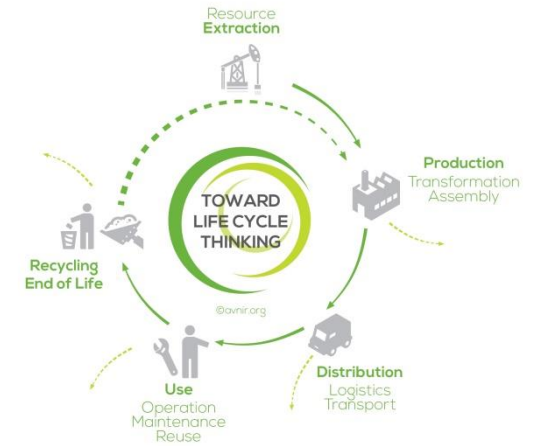 Resource
Extraction
Production
Transformation
Assembly
TOWARD
LIFE CYCLE
THINKING
©avnir.org
Recycling
End of Life
Distribution
Logistics
Transport
Use
Operation
Maintenance
Reuse